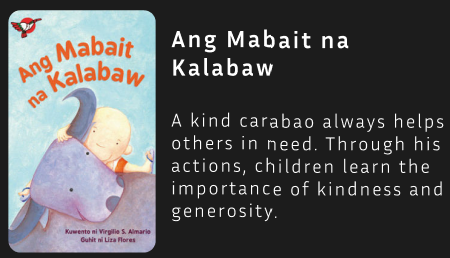 Ang Mabait
na Kalabaw
Kuwento ni Virgilio S. Almario
Guhit ni Liza Flores
Ang Mabait na
Kalabaw
A kind carabao always helps
others in need. Through his
actions, children learn the
importance of kindness and
generosity.